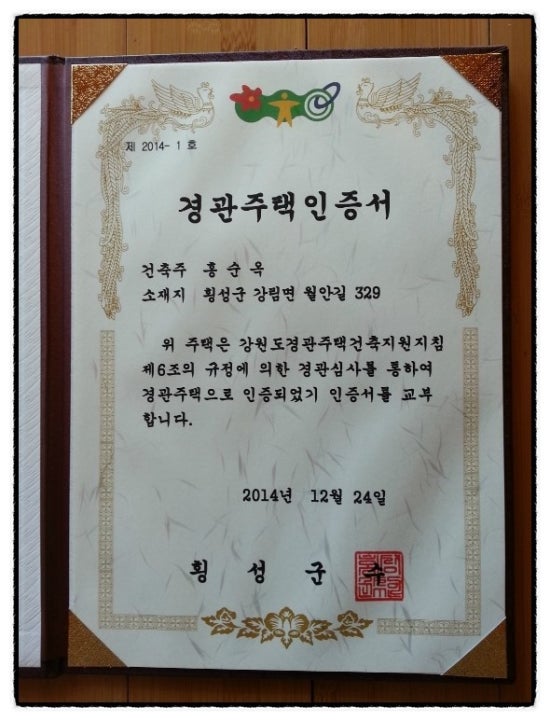 제 2014- 1 호
경관주택인증서
건축주 홍순옥
소재지 횡성군 강림면 월안길 329
위 주택은 강원도경관주택건축지원지침
제6조의 규정에 의한 경관심사를 통하여
경관주택으로 인증되었기 인증서를 교부
합니다.
2014년 12월 24일
횡성군수